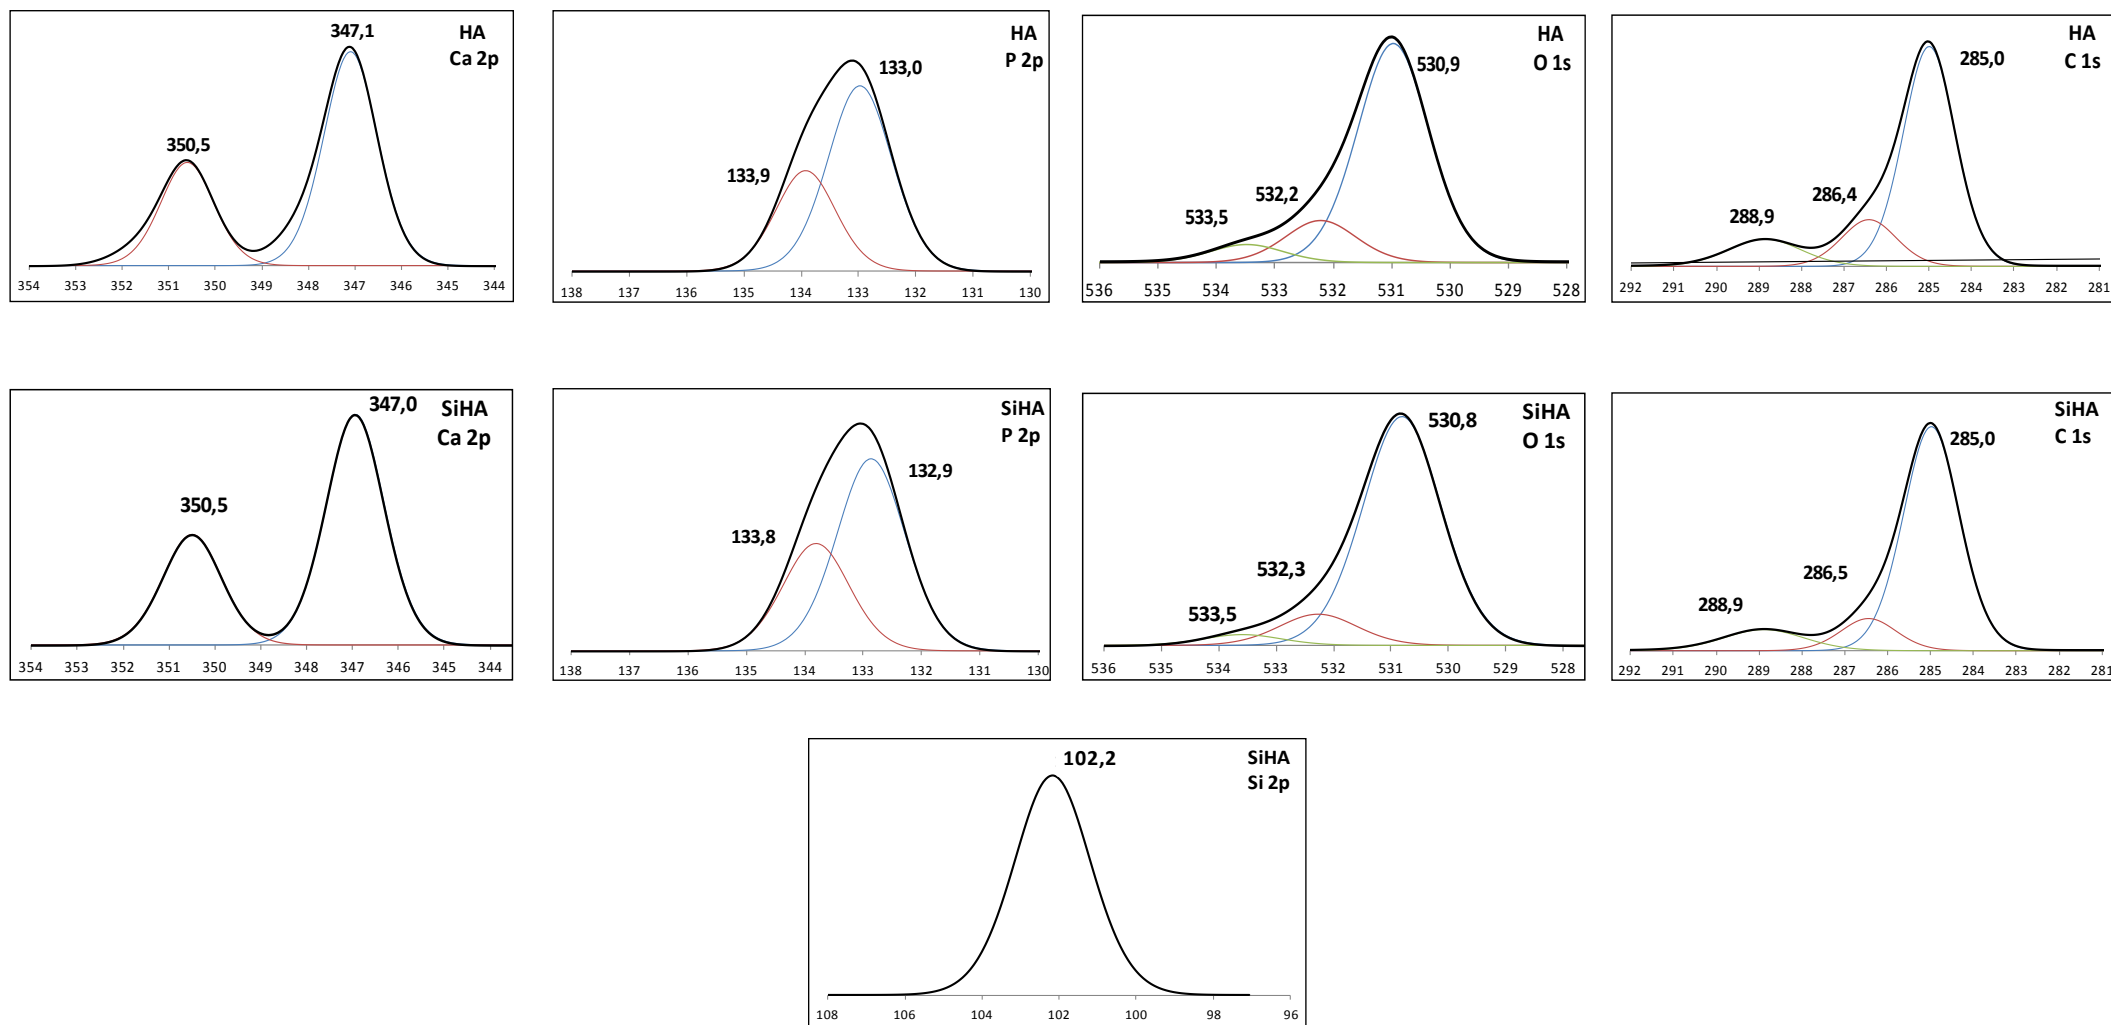 HA
Ca 2p
347,1
350,5
354 353 352 351 350 349 348 347 346 345 344
HA
P 2p
133,0
133,9
138 137 136 135 134 133 132 131 130
HA
O 1s
530,9
532,2
533,5
536 535 534 533 532 531 530 529 528
HA
C 1s
285,0
286,4
288,9
292 291 290 289 288 287 286 285 284 283 282 281
SiHA
Ca 2p
347,0
350,5
354 353 352 351 350 349 348 347 346 345 344
SiHA
P 2p
132,9
133,8
138 137 136 135 134 133 132 131 130
SiHA
O 1s
530,8
532,3
533,5
536 535 534 533 532 531 530 529 528
SiHA
C 1s
285,0
286,5
288,9
292 291 290 289 288 287 286 285 284 283 282 281
SiHA
Si 2p
102,2
108 106 104 102 100 98 96